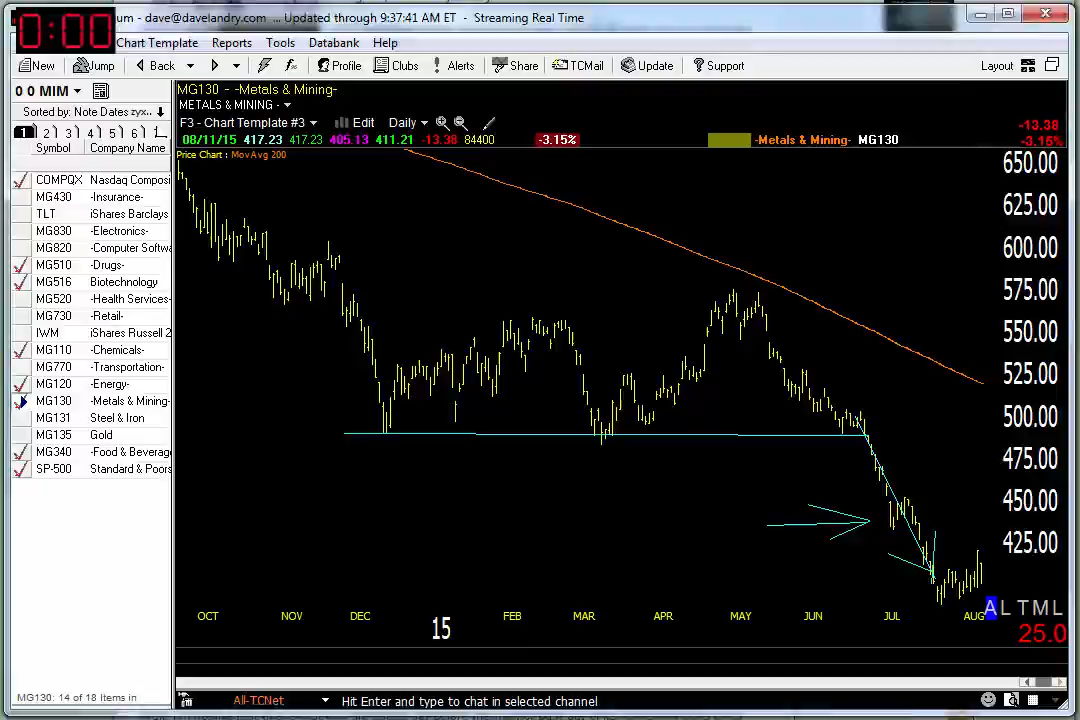 0:00
um - dave@davelandry.com ... Updated through 9:37:41 AM ET - Streaming Real Time
Chart Template Reports Tools Databank Help
New Jump Back Profile Clubs Alerts Share TCMail Update Support Layout
0 0 MIM
Sorted by: Note Dates zyx..
1 2 3 4 5 6
Symbol Company Name
COMPQX Nasdaq Composi
MG430 -Insurance-
TLT iShares Barclays
MG830 -Electronics-
MG820 -Computer Softwa
MG510 -Drugs-
MG516 Biotechnology
MG520 -Health Services-
MG730 -Retail-
IWM iShares Russell 2
MG110 -Chemicals-
MG770 -Transportation-
MG120 -Energy-
MG130 -Metals & Mining-
MG131 Steel & Iron
MG135 Gold
MG340 -Food & Beverag
SP-500 Standard & Poors
MG130: 14 of 18 Items in
MG130 - -Metals & Mining-
METALS & MINING -
F3 - Chart Template #3 Edit Daily
08/11/15 417.23 417.23 405.13 411.21 -13.38 84400 -3.15% -Metals & Mining- MG130
-13.38
-3.15%
Price Chart : MovAvg 200
650.00
625.00
600.00
575.00
550.00
525.00
500.00
475.00
450.00
425.00
AL TML
25.0
OCT NOV DEC 15 FEB MAR APR MAY JUN JUL AUG
All-TCNet Hit Enter and type to chat in selected channel